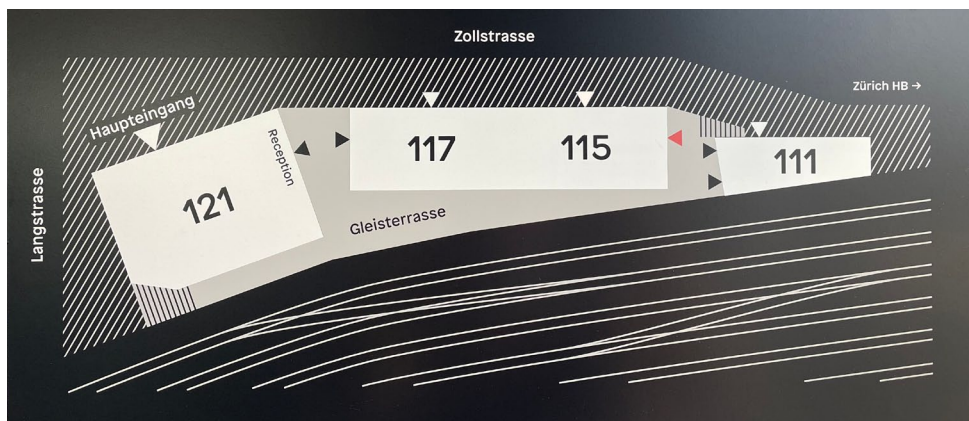 Zollstrasse
Zürich HB →
Haupteingang
Reception
117
115
111
121
Gleisterrasse
Langstrasse